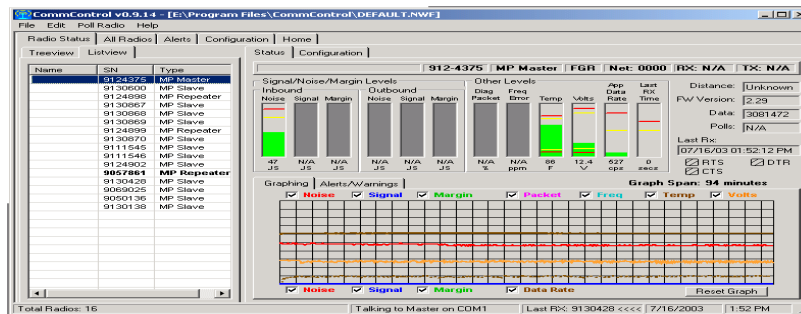 CommControl v0.9.14 - [E:\Program Files\CommControl\DEFAULT.NWF]
File Edit Poll Radio Help
Radio Status All Radios Alerts Configuration Home
Treeview Listview
Name SN Type
9124375 MP Master
9130600 MP Slave
9124898 MP Repeater
9130867 MP Slave
9130868 MP Slave
9130869 MP Slave
9124899 MP Repeater
9130870 MP Slave
9111545 MP Slave
9111546 MP Slave
9124902 MP Slave
9057861 MP Repeater
9130428 MP Slave
9069025 MP Slave
9050136 MP Slave
9130138 MP Slave
Status Configuration
912-4375 MP Master FGR Net: 0000 RX: N/A TX: N/A
Signal/Noise/Margin Levels
Inbound Outbound
Noise Signal Margin Noise Signal Margin
47 N/A N/A N/A N/A N/A
JS JS JS JS JS JS
Other Levels
Diag Packet Freq Error Temp Volts App Data Rate Last RX Time
N/A N/A 86 12.4 627 0
% ppm F V cps secs
Distance: Unknown
FW Version: 2.29
Data: 3081472
Polls: N/A
Last Rx:
07/16/03 01:52:12 PM
RTS DTR
CTS
Graphing Alerts/Warnings Graph Span: 94 minutes
Noise Signal Margin Packet Freq Temp Volts
Noise Signal Margin Data Rate Reset Graph
Total Radios: 16 Talking to Master on COM1 Last RX: 9130428 <<<< 7/16/2003 1:52 PM